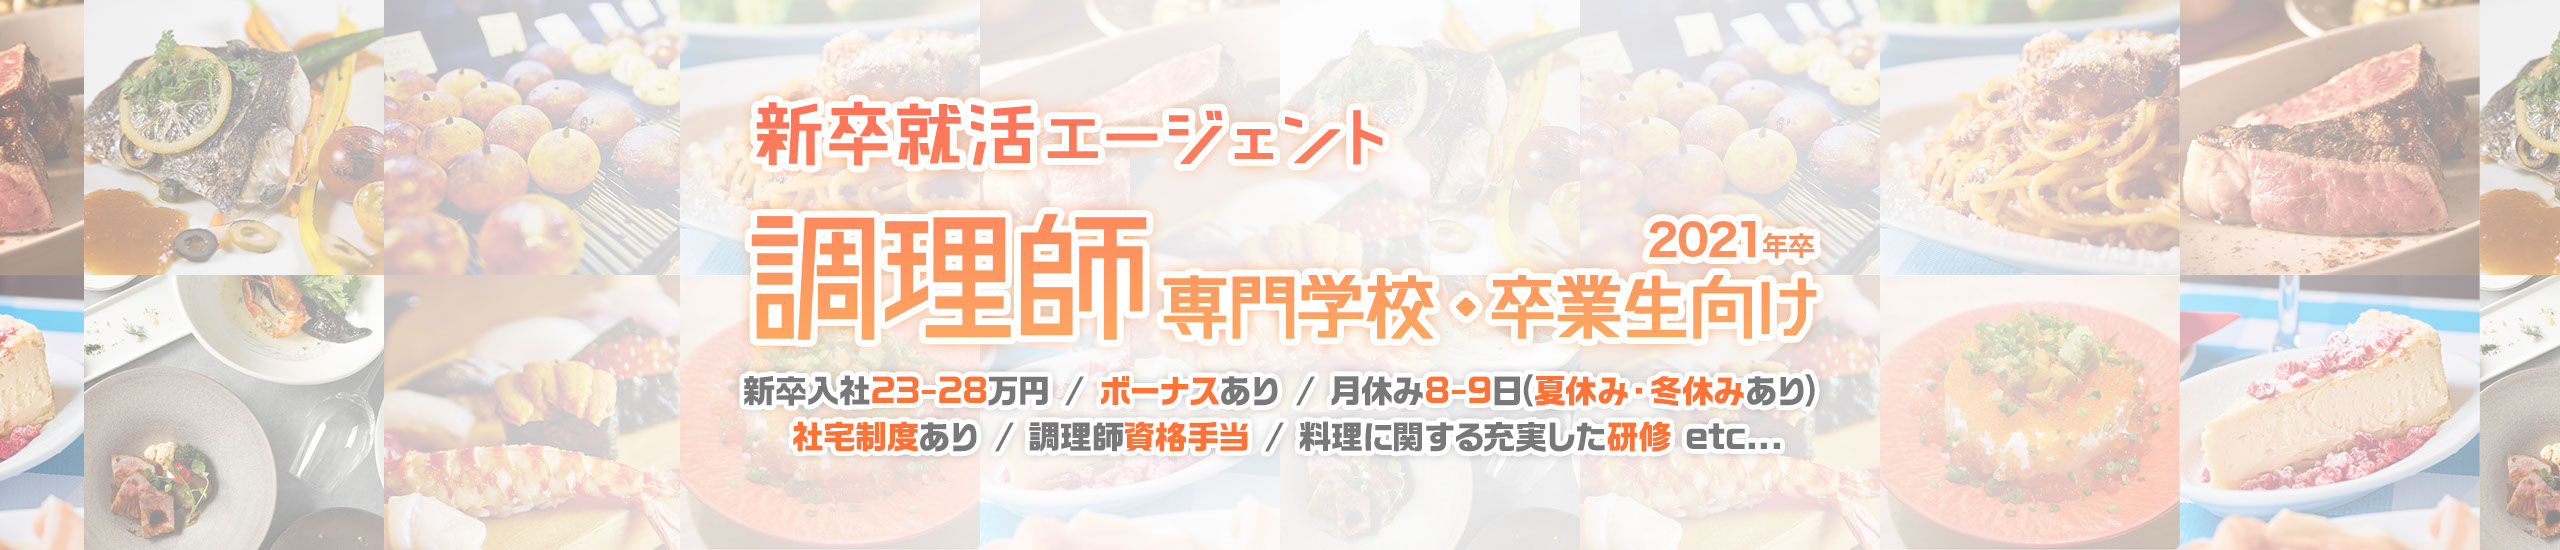 新卒就活エージェント
2021年卒
調理師専門学校・卒業生向け
新卒入社23-28万円 / ボーナスあり / 月休み8-9日(夏休み・冬休みあり)
社宅制度あり / 調理師資格手当 / 料理に関する充実した研修 etc...